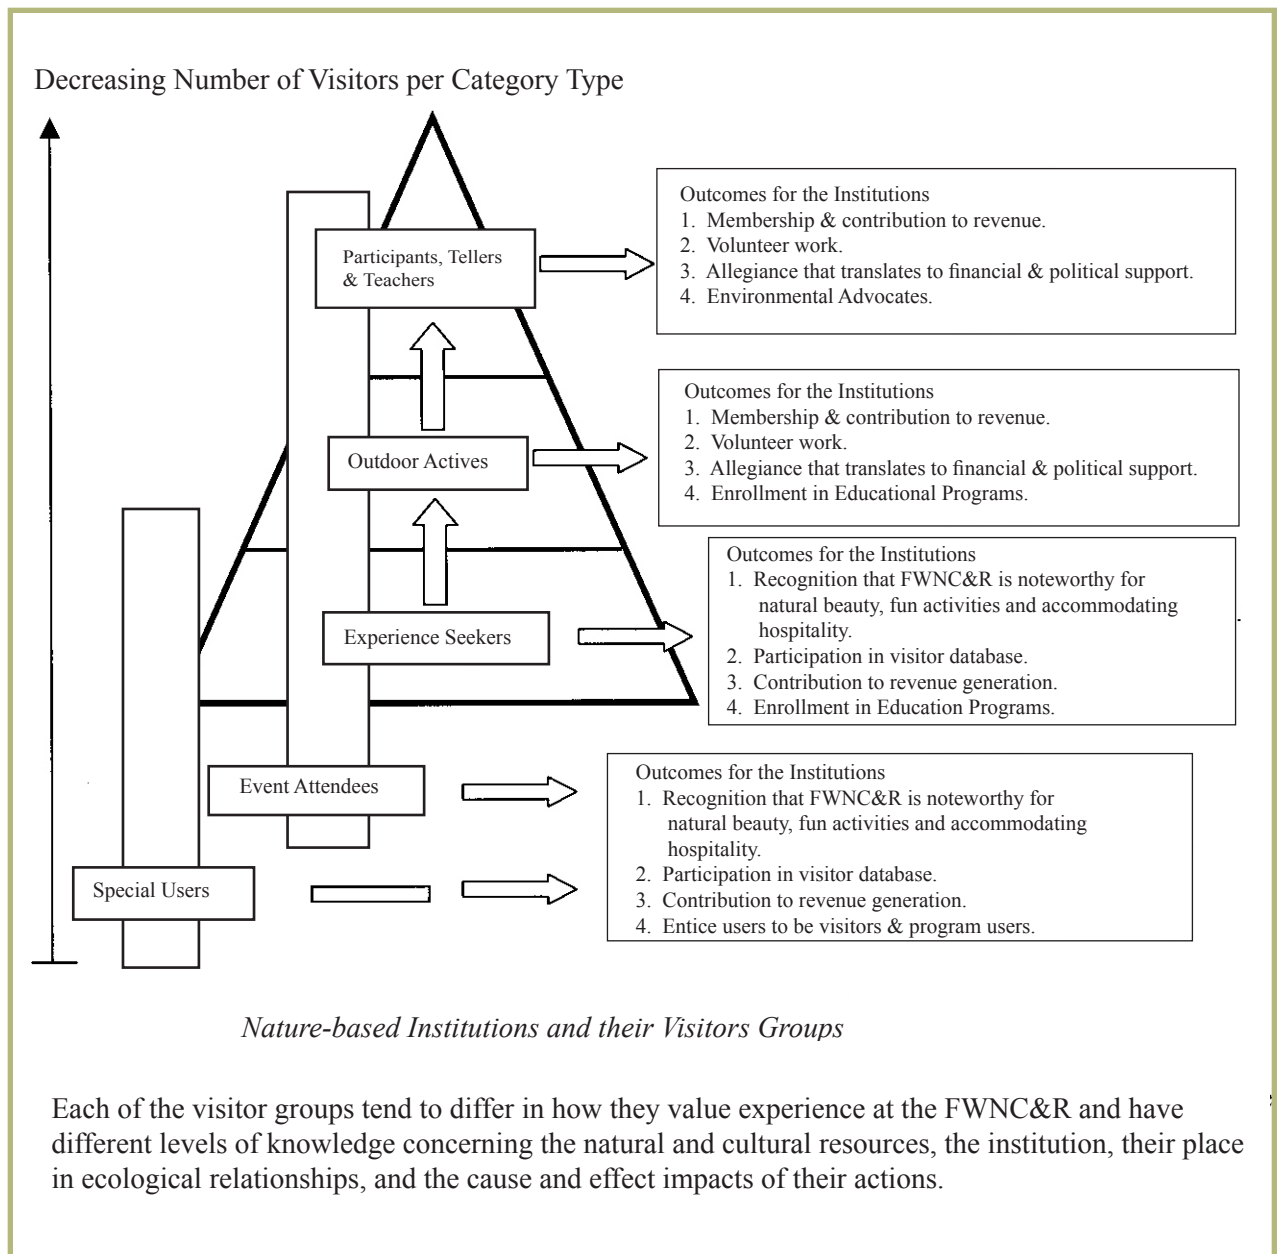 Decreasing Number of Visitors per Category Type
Participants, Tellers
& Teachers
Outcomes for the Institutions
1. Membership & contribution to revenue.
2. Volunteer work.
3. Allegiance that translates to financial & political support.
4. Environmental Advocates.
Outdoor Actives
Outcomes for the Institutions
1. Membership & contribution to revenue.
2. Volunteer work.
3. Allegiance that translates to financial & political support.
4. Enrollment in Educational Programs.
Experience Seekers
Outcomes for the Institutions
1. Recognition that FWNC&R is noteworthy for
natural beauty, fun activities and accommodating
hospitality.
2. Participation in visitor database.
3. Contribution to revenue generation.
4. Enrollment in Education Programs.
Event Attendees
Special Users
Outcomes for the Institutions
1. Recognition that FWNC&R is noteworthy for
natural beauty, fun activities and accommodating
hospitality.
2. Participation in visitor database.
3. Contribution to revenue generation.
4. Entice users to be visitors & program users.
Nature-based Institutions and their Visitors Groups
Each of the visitor groups tend to differ in how they value experience at the FWNC&R and have
different levels of knowledge concerning the natural and cultural resources, the institution, their place
in ecological relationships, and the cause and effect impacts of their actions.